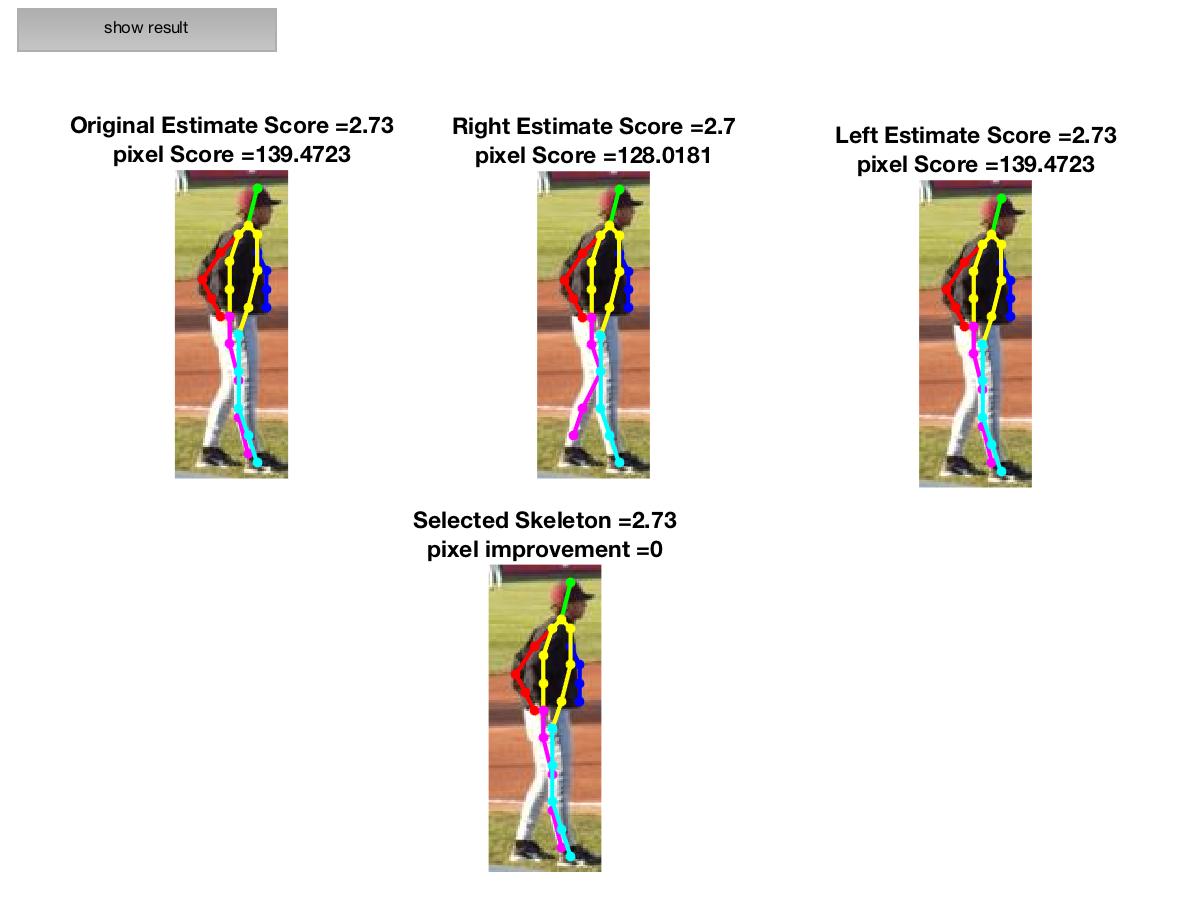 show result
Original Estimate Score =2.73
pixel Score =139.4723
Right Estimate Score =2.7
pixel Score =128.0181
Left Estimate Score =2.73
pixel Score =139.4723
Selected Skeleton =2.73
pixel improvement =0